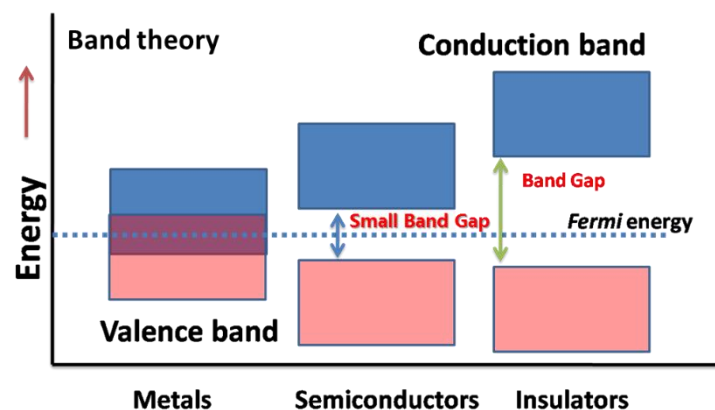 Band theory
Conduction band
Energy
Band Gap
Small Band Gap
Fermi energy
Valence band
Metals
Semiconductors
Insulators